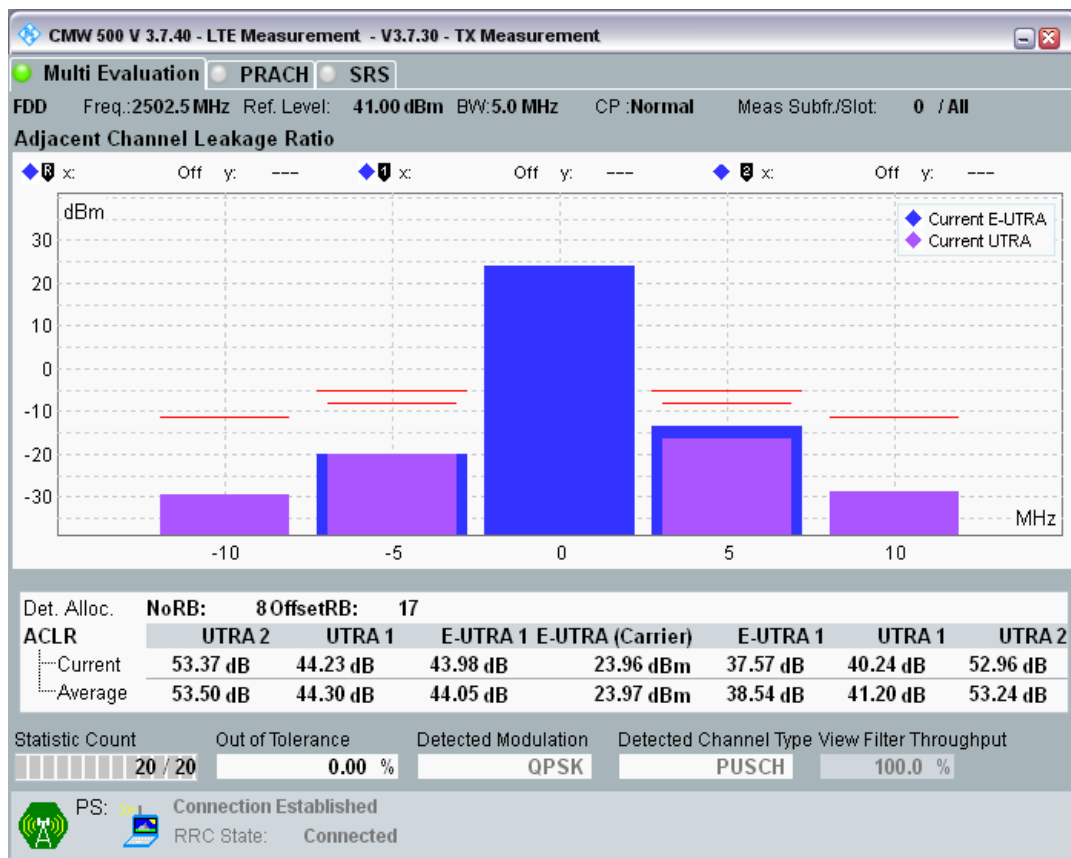 CMW 500 V 3.7.40 - LTE Measurement - V3.7.30 - TX Measurement
Multi Evaluation PRACH SRS
FDD Freq.:2502.5 MHz Ref. Level: 41.00 dBm BW:5.0 MHz CP :Normal Meas Subfr./Slot: 0 / All
Adjacent Channel Leakage Ratio
R x: Off y: --- 1 x: Off y: --- 2 x: Off y: ---
dBm
Current E-UTRA
Current UTRA
30
20
10
0
-10
-20
-30
MHz
-10 -5 0 5 10
Det. Alloc. NoRB: 8 OffsetRB: 17
ACLR UTRA 2 UTRA 1 E-UTRA 1 E-UTRA (Carrier) E-UTRA 1 UTRA 1 UTRA 2
Current 53.37 dB 44.23 dB 43.98 dB 23.96 dBm 37.57 dB 40.24 dB 52.96 dB
Average 53.50 dB 44.30 dB 44.05 dB 23.97 dBm 38.54 dB 41.20 dB 53.24 dB
Statistic Count Out of Tolerance Detected Modulation Detected Channel Type View Filter Throughput
20 / 20 0.00 % QPSK PUSCH 100.0 %
PS: Connection Established
RRC State: Connected